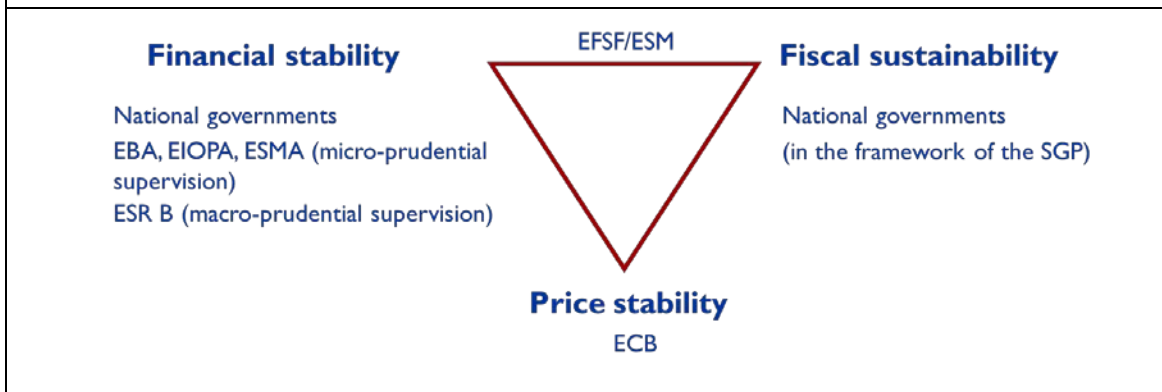 EFSF/ESM
Financial stability
Fiscal sustainability
National governments
EBA, EIOPA, ESMA (micro-prudential
supervision)
ESR B (macro-prudential supervision)
National governments
(in the framework of the SGP)
Price stability
ECB